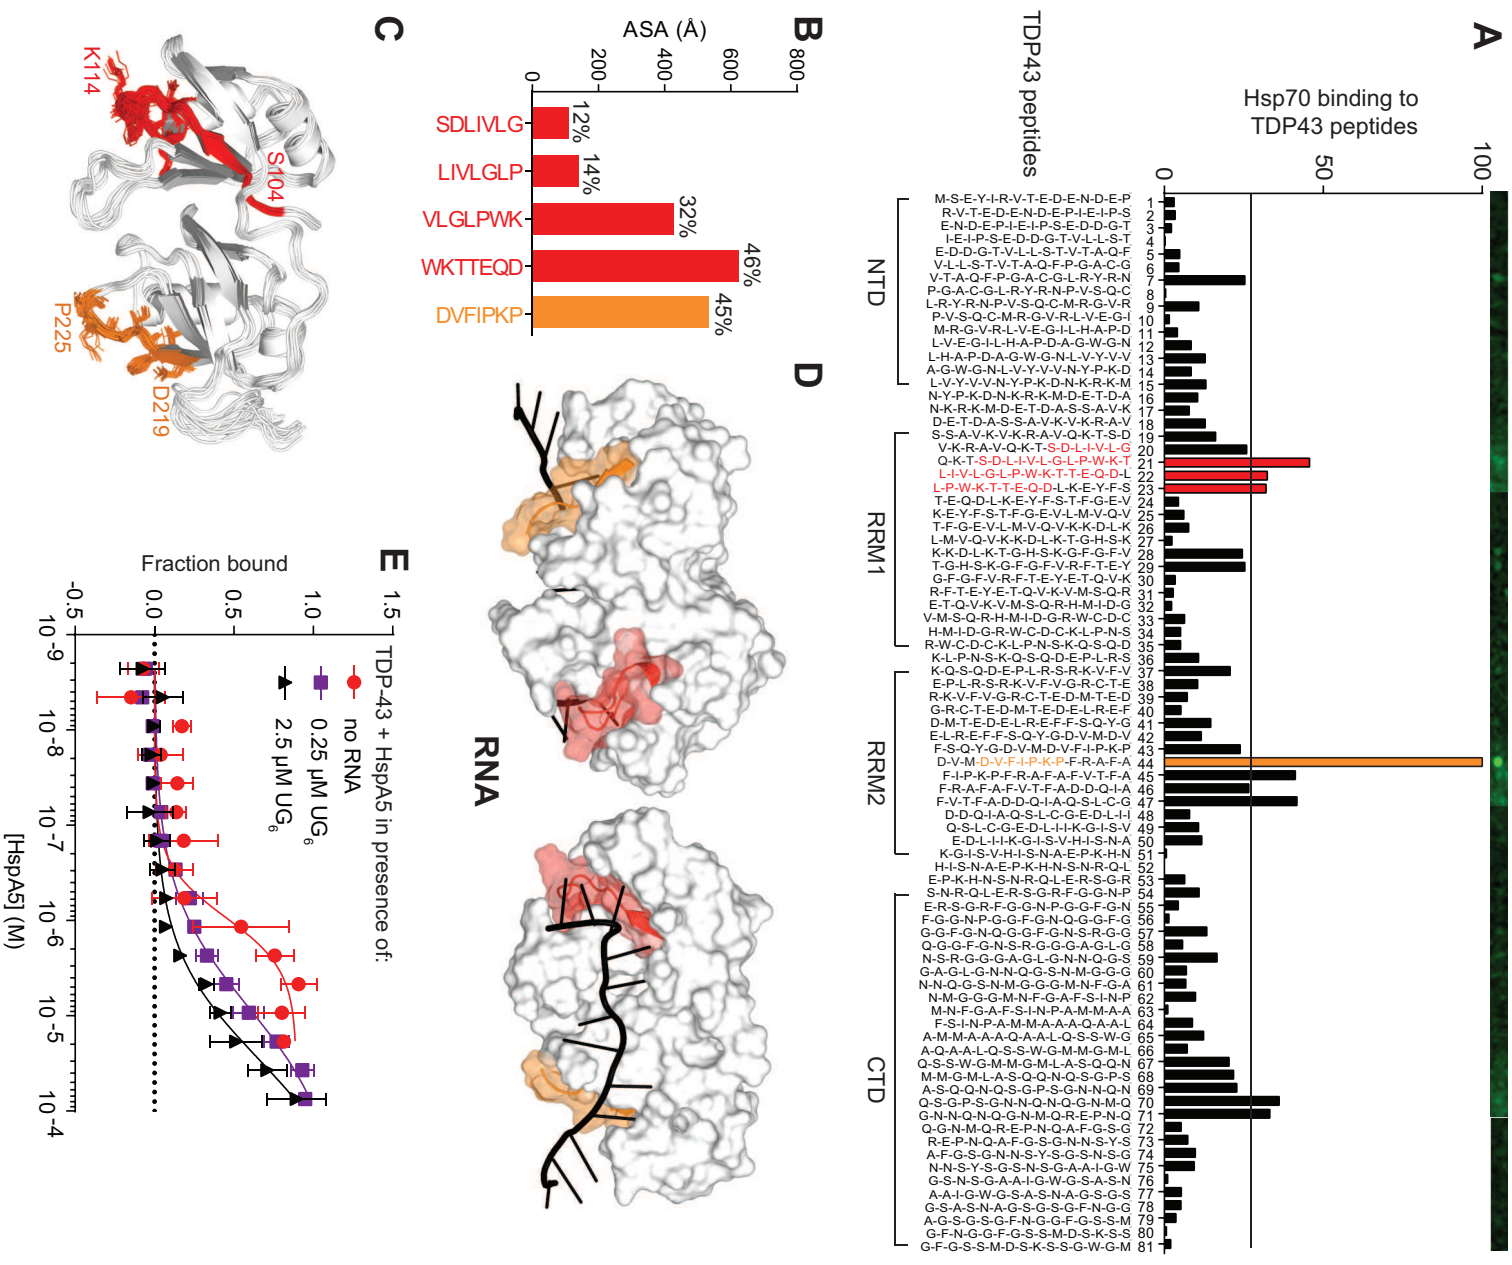 A
Hsp70 binding to
TDP43 peptides
100
50
0
TDP43 peptides
M-S-E-Y-I-R-V-T-E-D-E-N-D-E-P 1
R-V-T-E-D-E-N-D-E-P-I-E-I-P-S 2
E-N-D-E-P-I-E-I-P-S-E-D-D-G-T 3
I-E-I-P-S-E-D-D-G-T-V-L-L-S-T 4
E-D-D-G-T-V-L-L-S-T-V-T-A-Q-F 5
V-L-L-S-T-V-T-A-Q-F-P-G-A-C-G 6
V-T-A-Q-F-P-G-A-C-G-L-R-Y-R-N 7
P-G-A-C-G-L-R-Y-R-N-P-V-S-Q-C 8
L-R-Y-R-N-P-V-S-Q-C-M-R-G-V-R 9
P-V-S-Q-C-M-R-G-V-R-L-V-E-G-I 10
M-R-G-V-R-L-V-E-G-I-L-H-A-P-D 11
L-V-E-G-I-L-H-A-P-D-A-G-W-G-N 12
L-H-A-P-D-A-G-W-G-N-L-V-Y-V-V 13
A-G-W-G-N-L-V-Y-V-V-N-Y-P-K-D 14
L-V-Y-V-V-N-Y-P-K-D-N-K-R-K-M 15
N-Y-P-K-D-N-K-R-K-M-D-E-T-D-A 16
N-K-R-K-M-D-E-T-D-A-S-S-A-V-K 17
D-E-T-D-A-S-S-A-V-K-V-K-R-A-V 18
S-S-A-V-K-V-K-R-A-V-Q-K-T-S-D 19
V-K-R-A-V-Q-K-T-S-D-L-I-V-L-G 20
Q-K-T-S-D-L-I-V-L-G-L-P-W-K-T 21
L-I-V-L-G-L-P-W-K-T-T-E-Q-D-L 22
L-P-W-K-T-T-E-Q-D-L-K-E-Y-F-S 23
T-E-Q-D-L-K-E-Y-F-S-T-F-G-E-V 24
K-E-Y-F-S-T-F-G-E-V-L-M-V-Q-V 25
T-F-G-E-V-L-M-V-Q-V-K-K-D-L-K 26
L-M-V-Q-V-K-K-D-L-K-T-G-H-S-K 27
K-K-D-L-K-T-G-H-S-K-G-F-G-F-V 28
T-G-H-S-K-G-F-G-F-V-R-F-T-E-Y 29
G-F-G-F-V-R-F-T-E-Y-E-T-Q-V-K 30
R-F-T-E-Y-E-T-Q-V-K-V-M-S-Q-R 31
E-T-Q-V-K-V-M-S-Q-R-H-M-I-D-G 32
V-M-S-Q-R-H-M-I-D-G-R-W-C-D-C 33
H-M-I-D-G-R-W-C-D-C-K-L-P-N-S 34
R-W-C-D-C-K-L-P-N-S-K-Q-S-Q-D 35
K-L-P-N-S-K-Q-S-Q-D-E-P-L-R-S 36
K-Q-S-Q-D-E-P-L-R-S-R-K-V-F-V 37
E-P-L-R-S-R-K-V-F-V-G-R-C-T-E 38
R-K-V-F-V-G-R-C-T-E-D-M-T-E-D 39
G-R-C-T-E-D-M-T-E-D-E-L-R-E-F 40
D-M-T-E-D-E-L-R-E-F-F-S-Q-Y-G 41
E-L-R-E-F-F-S-Q-Y-G-D-V-M-D-V 42
F-S-Q-Y-G-D-V-M-D-V-F-I-P-K-P 43
D-V-M-D-V-F-I-P-K-P-F-R-A-F-A 44
F-I-P-K-P-F-R-A-F-A-F-V-T-F-A 45
F-R-A-F-A-F-V-T-F-A-D-D-Q-I-A 46
F-V-T-F-A-D-D-Q-I-A-Q-S-L-C-G 47
D-D-Q-I-A-Q-S-L-C-G-E-D-L-I-I 48
Q-S-L-C-G-E-D-L-I-I-K-G-I-S-V 49
E-D-L-I-I-K-G-I-S-V-H-I-S-N-A 50
K-G-I-S-V-H-I-S-N-A-E-P-K-H-N 51
H-I-S-N-A-E-P-K-H-N-S-N-R-Q-L 52
E-P-K-H-N-S-N-R-Q-L-E-R-S-G-R 53
S-N-R-Q-L-E-R-S-G-R-F-G-G-N-P 54
E-R-S-G-R-F-G-G-N-P-G-G-F-G-N 55
F-G-G-N-P-G-G-F-G-N-Q-G-G-F-G 56
G-G-F-G-N-Q-G-G-F-G-N-S-R-G-G 57
Q-G-G-F-G-N-S-R-G-G-G-A-G-L-G 58
N-S-R-G-G-G-A-G-L-G-N-N-Q-G-S 59
G-A-G-L-G-N-N-Q-G-S-N-M-G-G-G 60
N-N-Q-G-S-N-M-G-G-G-M-N-F-G-A 61
N-M-G-G-G-M-N-F-G-A-F-S-I-N-P 62
M-N-F-G-A-F-S-I-N-P-A-M-M-A-A 63
F-S-I-N-P-A-M-M-A-A-A-Q-A-A-L 64
A-M-M-A-A-A-Q-A-A-L-Q-S-S-W-G 65
A-Q-A-A-L-Q-S-S-W-G-M-M-G-M-L 66
Q-S-S-W-G-M-M-G-M-L-A-S-Q-Q-N 67
M-M-G-M-L-A-S-Q-Q-N-Q-S-G-P-S 68
A-S-Q-Q-N-Q-S-G-P-S-G-N-N-Q-N 69
Q-S-G-P-S-G-N-N-Q-N-Q-G-N-M-Q 70
G-N-N-Q-N-Q-G-N-M-Q-R-E-P-N-Q 71
Q-G-N-M-Q-R-E-P-N-Q-A-F-G-S-G 72
R-E-P-N-Q-A-F-G-S-G-N-N-S-Y-S 73
A-F-G-S-G-N-N-S-Y-S-G-S-N-S-G 74
N-N-S-Y-S-G-S-N-S-G-A-A-I-G-W 75
G-S-N-S-G-A-A-I-G-W-G-S-A-S-N 76
A-A-I-G-W-G-S-A-S-N-A-G-S-G-S 77
G-S-A-S-N-A-G-S-G-S-G-F-N-G-G 78
A-G-S-G-S-G-F-N-G-G-F-G-S-S-M 79
G-F-N-G-G-F-G-S-S-M-D-S-K-S-S 80
G-F-G-S-S-M-D-S-K-S-S-G-W-G-M 81
NTD
RRM1
RRM2
CTD
B
ASA (Å)
800
600
400
200
0
12%
14%
32%
46%
45%
SDLIVLG
LIVLGLP
VLGLPWK
WKTTEQD
DVFIPKP
C
S104
K114
D219
P225
D
RNA
E
TDP-43 + HspA5 in presence of:
no RNA
0.25 µM UG6
2.5 µM UG6
Fraction bound
1.5
1.0
0.5
0.0
-0.5
10-9
10-8
10-7
10-6
10-5
10-4
[HspA5] (M)